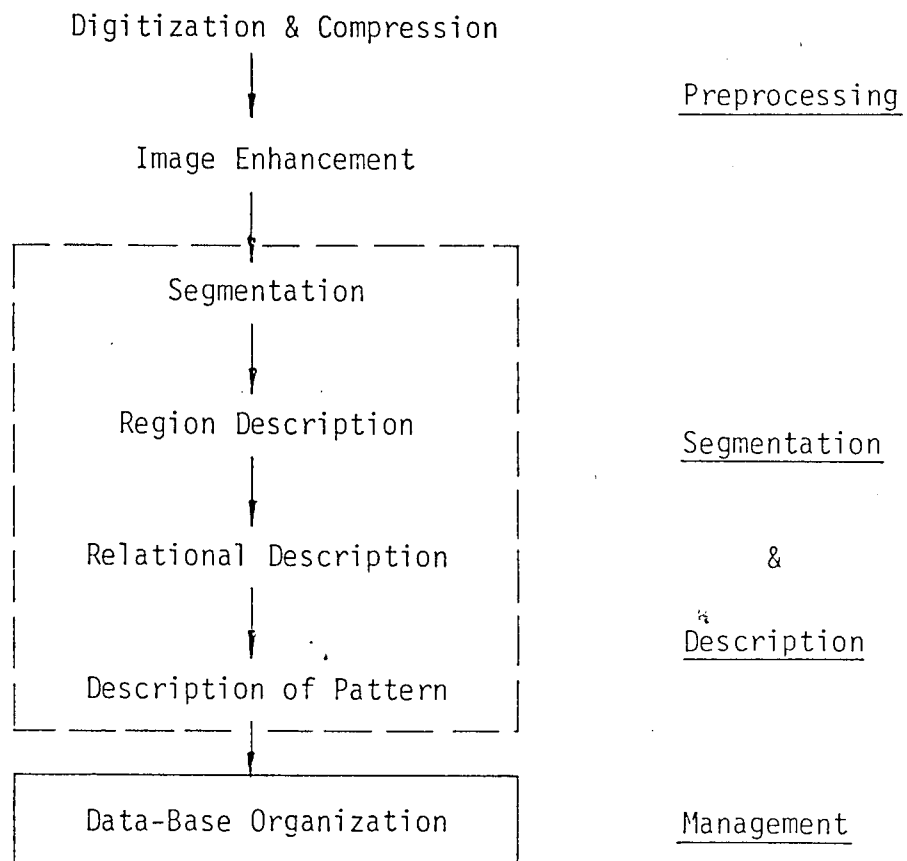 Digitization & Compression
Preprocessing
Image Enhancement
Segmentation
Region Description
Segmentation
Relational Description
&
Description
Description of Pattern
Data-Base Organization
Management